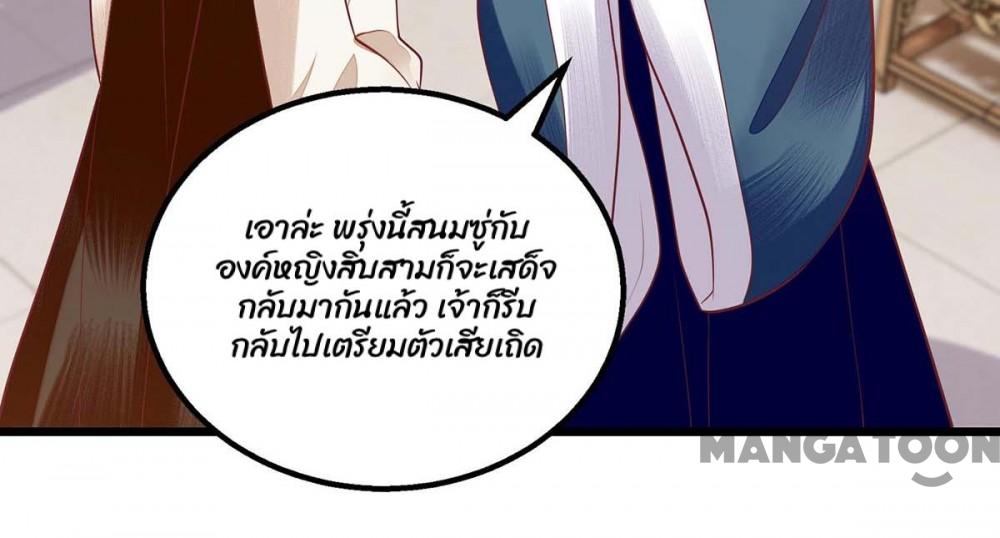 เอาล่ะ พรุ่งนี้สนมซู่กับ
องค์หญิงสิบสามก็จะเสด็จ
กลับมากันแล้ว เจ้าก็รีบ
กลับไปเตรียมตัวเสียเถิด
MANGATOON